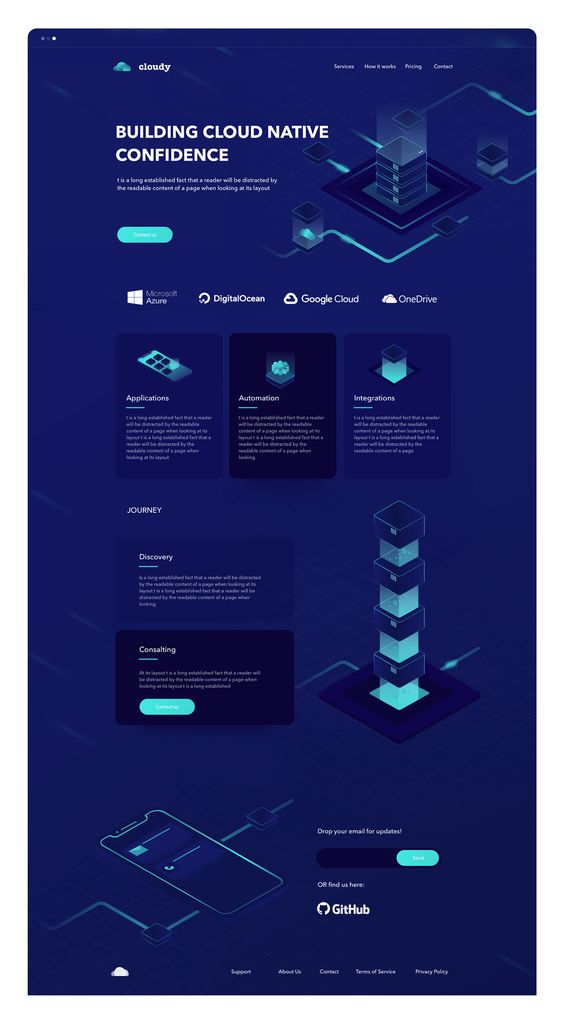 cloudy
Services How it works Pricing Contact
BUILDING CLOUD NATIVE
CONFIDENCE
t is a long established fact that a reader will be distracted by
the readable content of a page when looking at its layout
Contact us
Microsoft
Azure
DigitalOcean
Google Cloud
OneDrive
Applications
t is a long established fact that a reader
will be distracted by the readable
content of a page when looking at its
layout t is a long established fact that a
reader will be distracted by the
readable content of a page when
looking at its layout
Automation
t is a long established fact that a reader
will be distracted by the readable
content of a page when looking at its
layout t is a long established fact that a
reader will be distracted by the
readable content of a page when
looking
Integrations
t is a long established fact that a reader
will be distracted by the readable
content of a page when looking at its
layout t is a long established fact that a
reader will be distracted by the
readable content of a page
JOURNEY
Discovery
Is a long established fact that a reader will be distracted
by the readable content of a page when looking at its
layout t is a long established fact that a reader will be
distracted by the readable content of a page when
looking
Consalting
At its layout t is a long established fact that a reader will
be distracted by the readable content of a page when
looking at its layout t is a long established
Contact us
Drop your email for updates!
Send
OR find us here:
GitHub
Support About Us Contact Terms of Service Privacy Policy